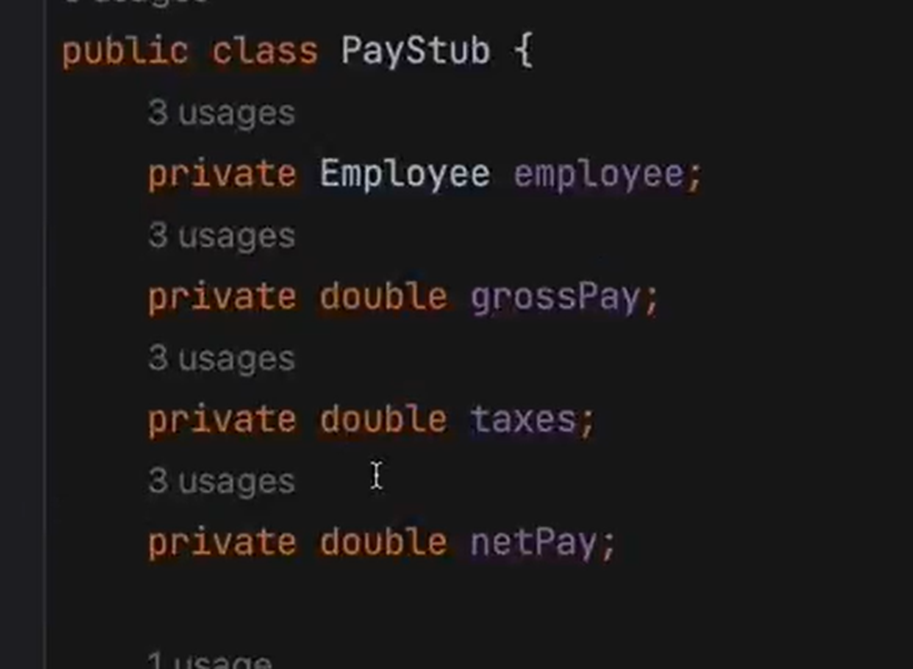 usages
public class PayStub {
3 usages
private Employee employee;
3 usages
private double grossPay;
3 usages
private double taxes;
3 usages
private double netPay;
1 usage